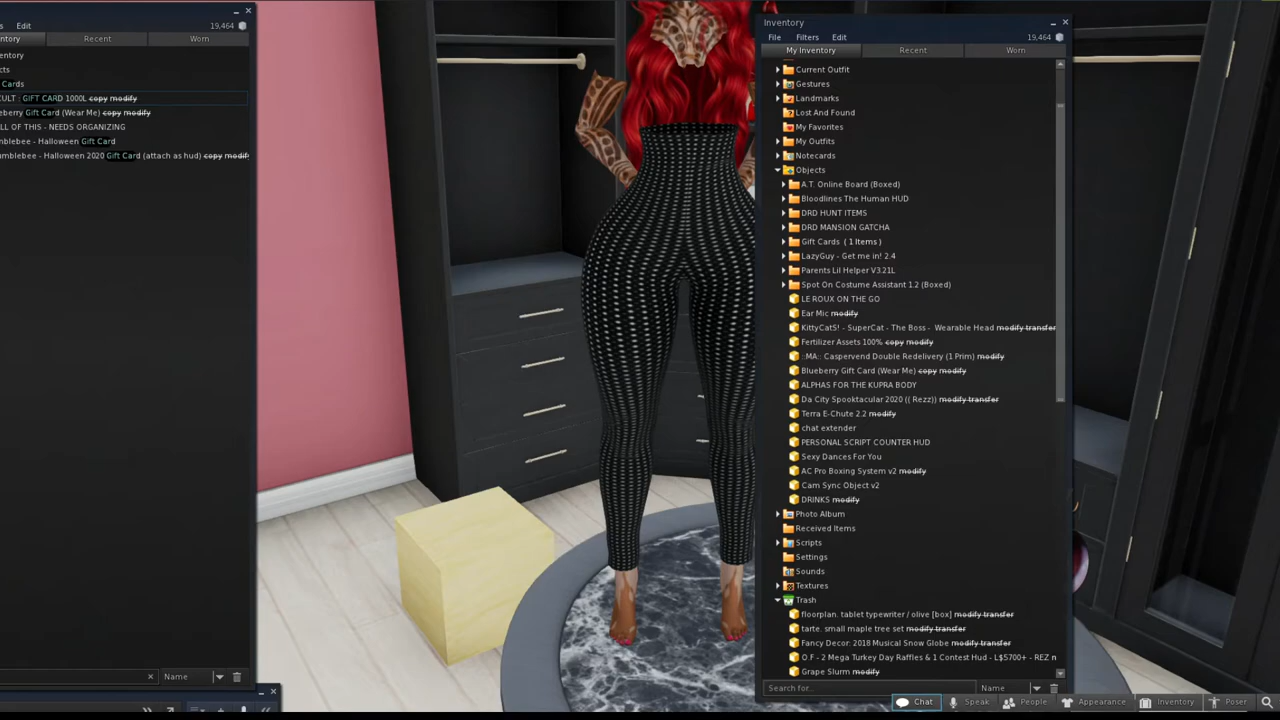 s Edit 19,464
ntory Recent Worn
ntory
cts
Cards
CULT : GIFT CARD 1000L copy modify
eberry Gift Card (Wear Me) copy modify
LL OF THIS - NEEDS ORGANIZING
mblebee - Halloween Gift Card
umblebee - Halloween 2020 Gift Card (attach as hud) copy modify
Name
Inventory
File Filters Edit 19,464
My Inventory Recent Worn
Current Outfit
Gestures
Landmarks
Lost And Found
My Favorites
My Outfits
Notecards
Objects
A.T. Online Board (Boxed)
Bloodlines The Human HUD
DRD HUNT ITEMS
DRD MANSION GATCHA
Gift Cards ( 1 Items )
LazyGuy - Get me in! 2.4
Parents Lil Helper V3.21L
Spot On Costume Assistant 1.2 (Boxed)
LE ROUX ON THE GO
Ear Mic modify
KittyCatS! - SuperCat - The Boss - Wearable Head modify transfer
Fertilizer Assets 100% copy modify
::MA:: Caspervend Double Redelivery (1 Prim) modify
Blueberry Gift Card (Wear Me) copy modify
ALPHAS FOR THE KUPRA BODY
Da City Spooktacular 2020 (( Rezz)) modify transfer
Terra E-Chute 2.2 modify
chat extender
PERSONAL SCRIPT COUNTER HUD
Sexy Dances For You
AC Pro Boxing System v2 modify
Cam Sync Object v2
DRINKS modify
Photo Album
Received Items
Scripts
Settings
Sounds
Textures
Trash
floorplan. tablet typewriter / olive [box] modify transfer
tarte. small maple tree set modify transfer
Fancy Decor: 2018 Musical Snow Globe modify transfer
O.F - 2 Mega Turkey Day Raffles & 1 Contest Hud - L$5700+ - REZ n
Grape Slurm modify
Search for.. Name
Chat Speak People Appearance Inventory Poser